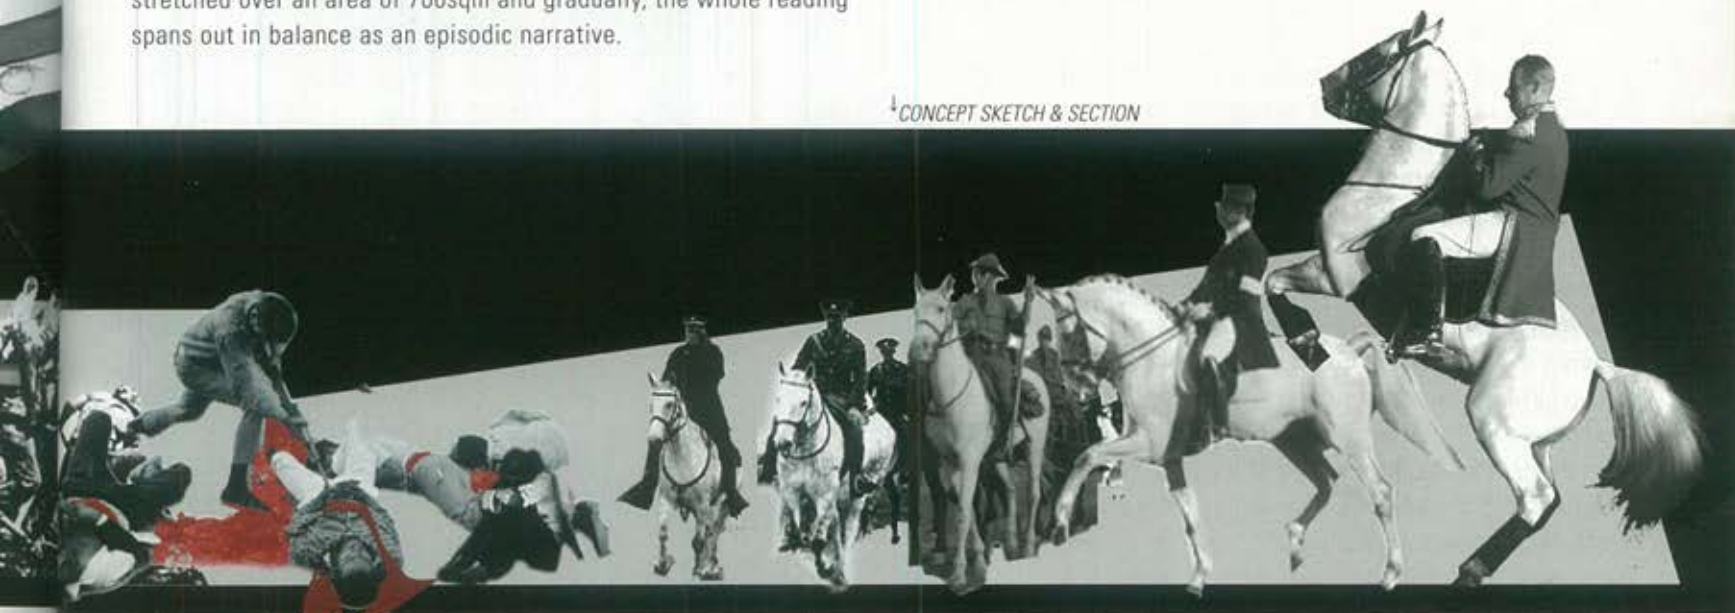 stretched over an area of 700sqm and gradually, the whole reading
spans out in balance as an episodic narrative.
↓CONCEPT SKETCH & SECTION